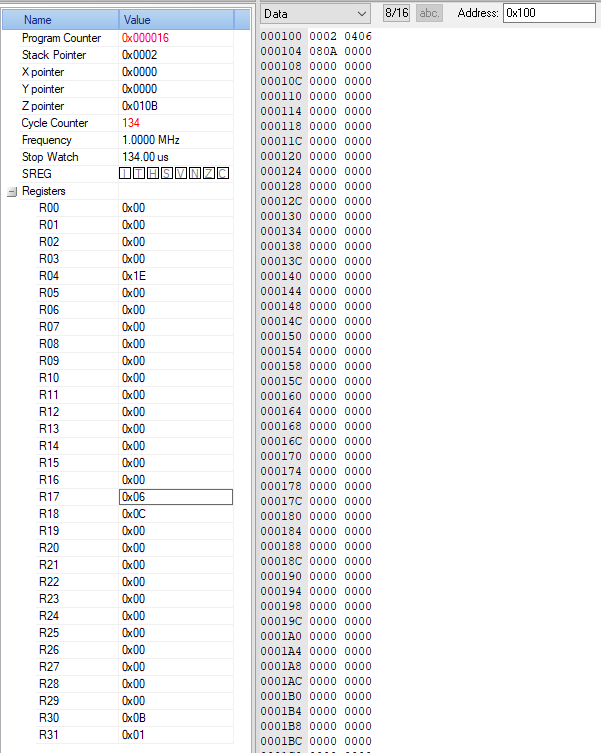 Name Value
Program Counter 0x000016
Stack Pointer 0x0002
X pointer 0x0000
Y pointer 0x0000
Z pointer 0x010B
Cycle Counter 134
Frequency 1.0000 MHz
Stop Watch 134.00 us
SREG I T H S V N Z C
Registers
R00 0x00
R01 0x00
R02 0x00
R03 0x00
R04 0x1E
R05 0x00
R06 0x00
R07 0x00
R08 0x00
R09 0x00
R10 0x00
R11 0x00
R12 0x00
R13 0x00
R14 0x00
R15 0x00
R16 0x00
R17 0x06
R18 0x0C
R19 0x00
R20 0x00
R21 0x00
R22 0x00
R23 0x00
R24 0x00
R25 0x00
R26 0x00
R27 0x00
R28 0x00
R29 0x00
R30 0x0B
R31 0x01
Data 8/16 abc. Address: 0x100
000100 0002 0406
000104 080A 0000
000108 0000 0000
00010C 0000 0000
000110 0000 0000
000114 0000 0000
000118 0000 0000
00011C 0000 0000
000120 0000 0000
000124 0000 0000
000128 0000 0000
00012C 0000 0000
000130 0000 0000
000134 0000 0000
000138 0000 0000
00013C 0000 0000
000140 0000 0000
000144 0000 0000
000148 0000 0000
00014C 0000 0000
000150 0000 0000
000154 0000 0000
000158 0000 0000
00015C 0000 0000
000160 0000 0000
000164 0000 0000
000168 0000 0000
00016C 0000 0000
000170 0000 0000
000174 0000 0000
000178 0000 0000
00017C 0000 0000
000180 0000 0000
000184 0000 0000
000188 0000 0000
00018C 0000 0000
000190 0000 0000
000194 0000 0000
000198 0000 0000
00019C 0000 0000
0001A0 0000 0000
0001A4 0000 0000
0001A8 0000 0000
0001AC 0000 0000
0001B0 0000 0000
0001B4 0000 0000
0001B8 0000 0000
0001BC 0000 0000